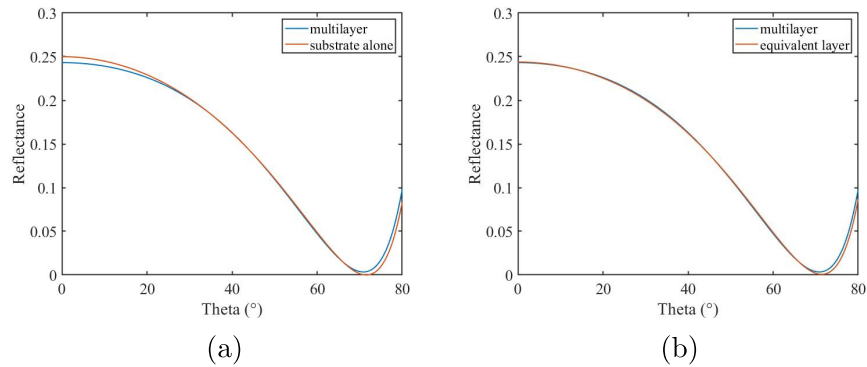 0.3
0.25
0.2
0.15
0.1
0.05
0
Reflectance
0
20
40
60
80
Theta (°)
multilayer
substrate alone
(a)
0.3
0.25
0.2
0.15
0.1
0.05
0
Reflectance
0
20
40
60
80
Theta (°)
multilayer
equivalent layer
(b)